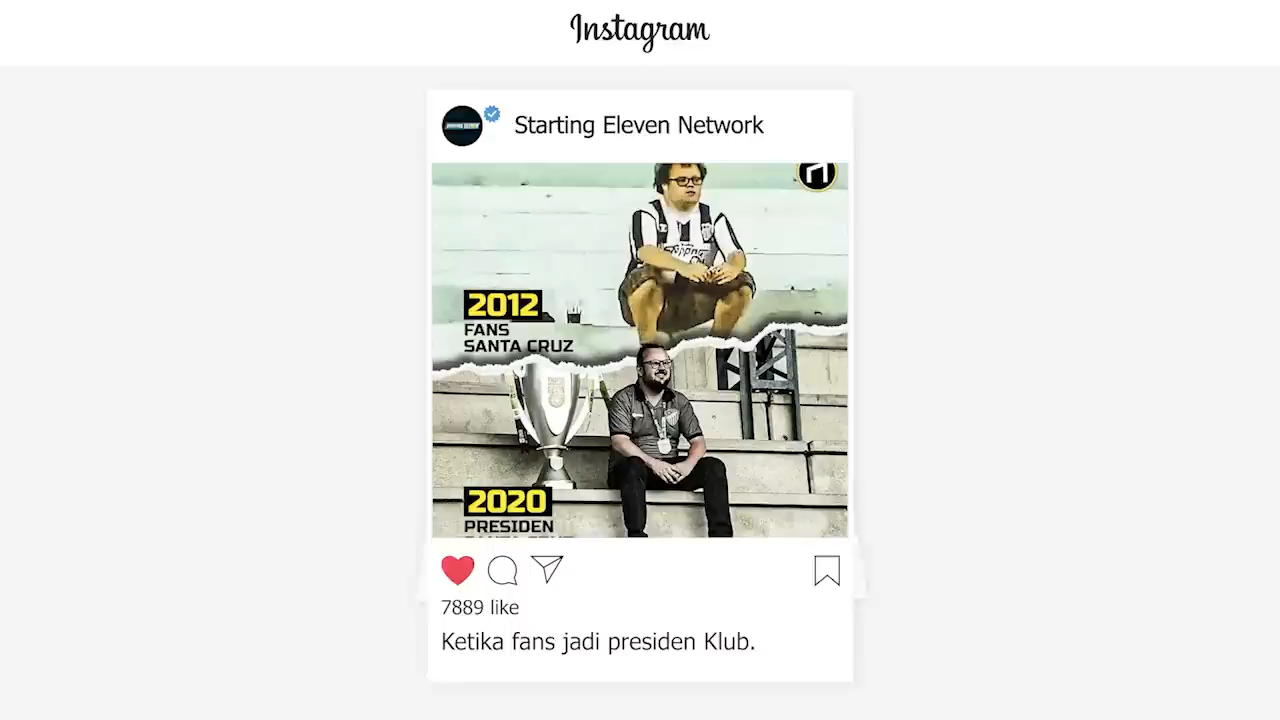 Instagram
Starting Eleven Network
2012
FANS
SANTA CRUZ
2020
PRESIDEN
7889 like
Ketika fans jadi presiden Klub.